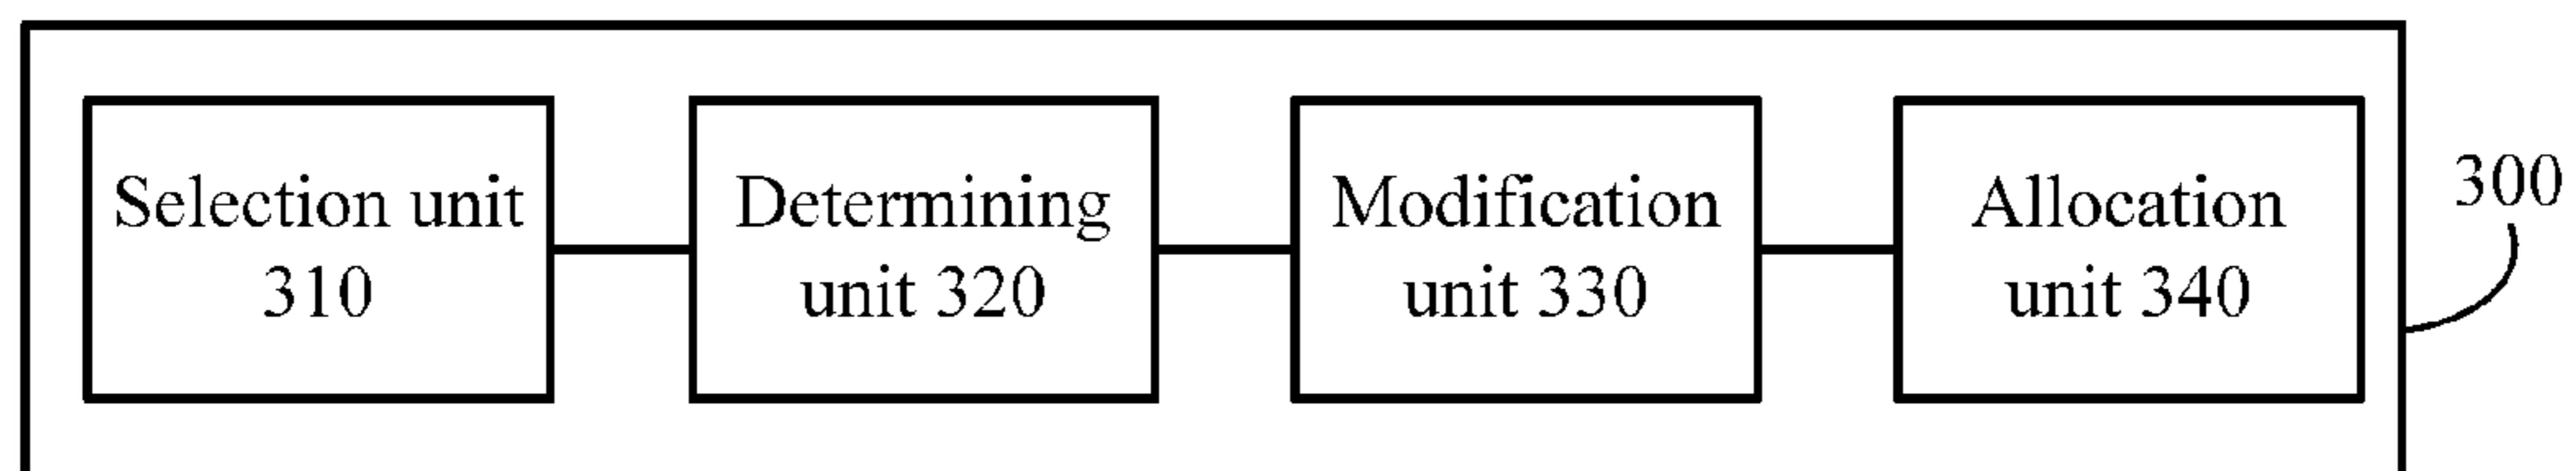 Selection unit
310
Determining
unit 320
Modification
unit 330
Allocation
unit 340
300